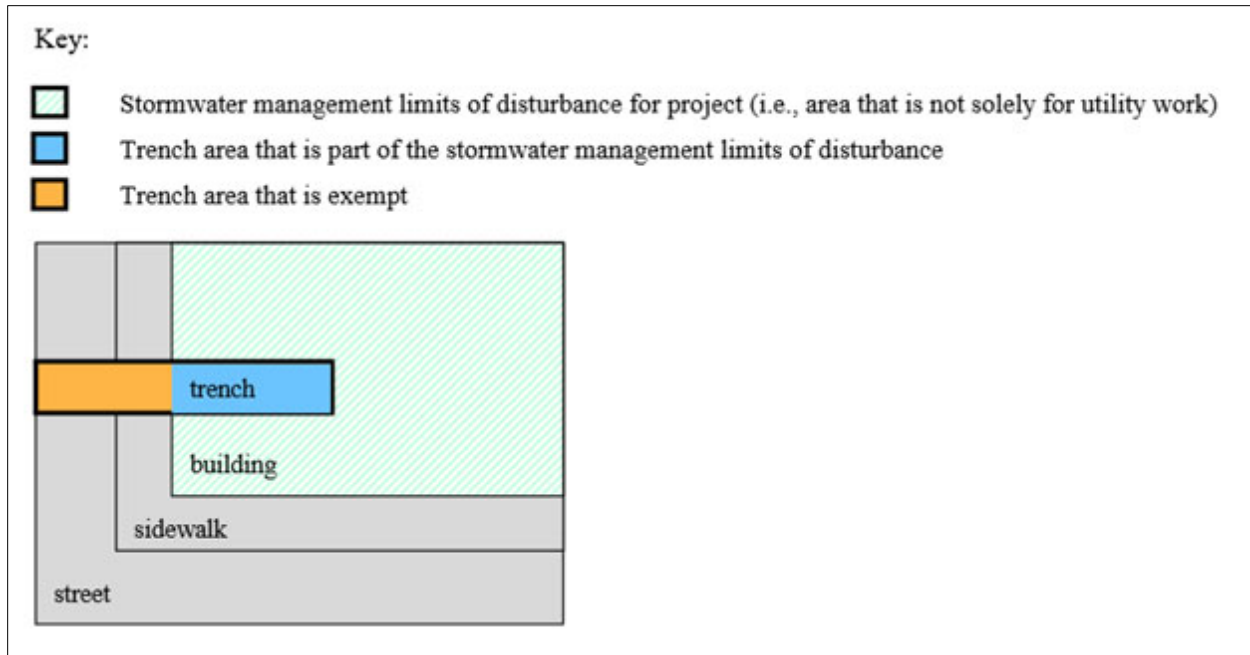 Key:
Stormwater management limits of disturbance for project (i.e., area that is not solely for utility work)
Trench area that is part of the stormwater management limits of disturbance
Trench area that is exempt
trench
building
sidewalk
street